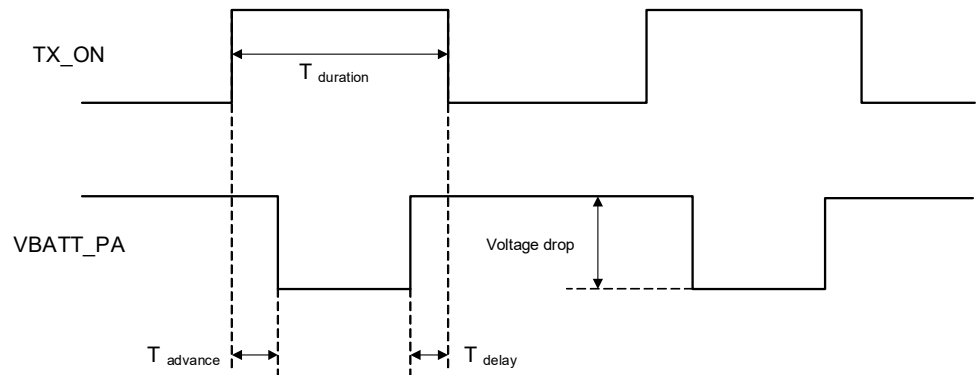 TX_ON
T duration
VBATT_PA
Voltage drop
T advance
T delay